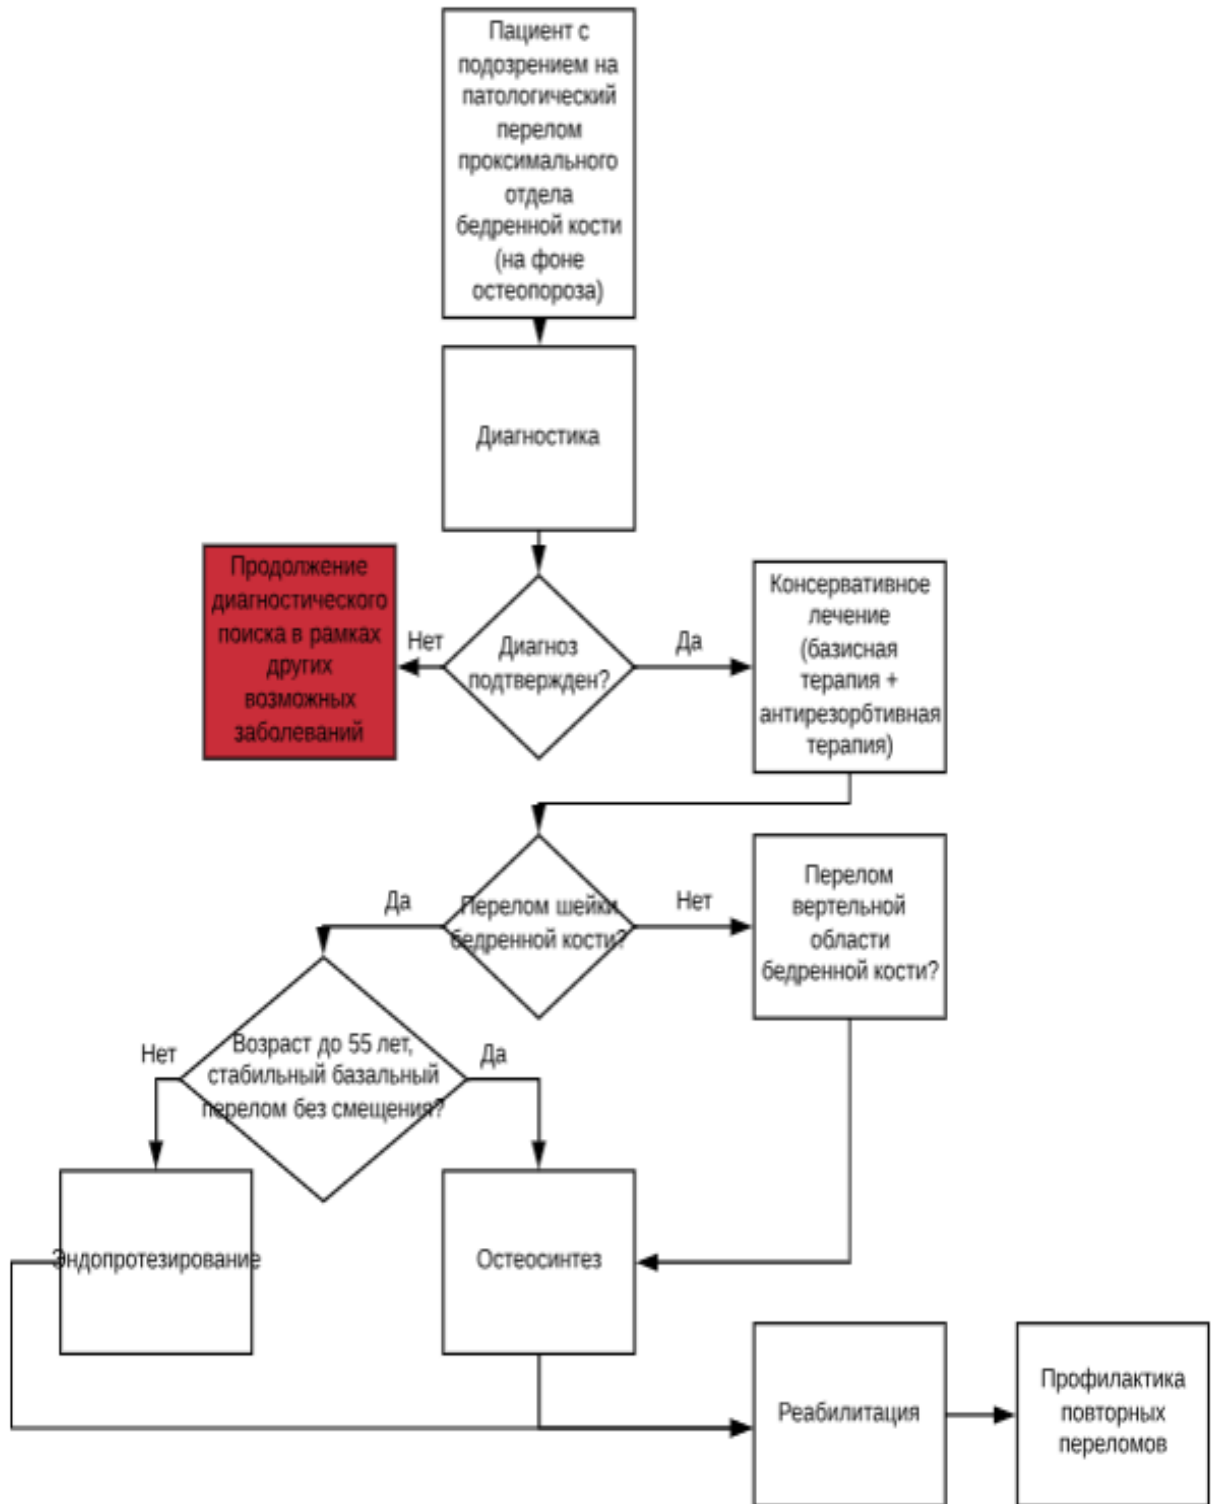 Пациент с
подозрением на
патологический
перелом
проксимального
отдела
бедренной кости
(на фоне
остеопороза)
Диагностика
Продолжение
диагностического
поиска в рамках
других
возможных
заболеваний
Нет
Диагноз
подтвержден?
Да
Консервативное
лечение
(базисная
терапия +
антирезорбтивная
терапия)
Да
Перелом шейки
бедренной кости?
Нет
Перелом
вертельной
области
бедренной кости?
Нет
Возраст до 55 лет,
стабильный базальный
перелом без смещения?
Да
Эндопротезирование
Остеосинтез
Реабилитация
Профилактика
повторных
переломов